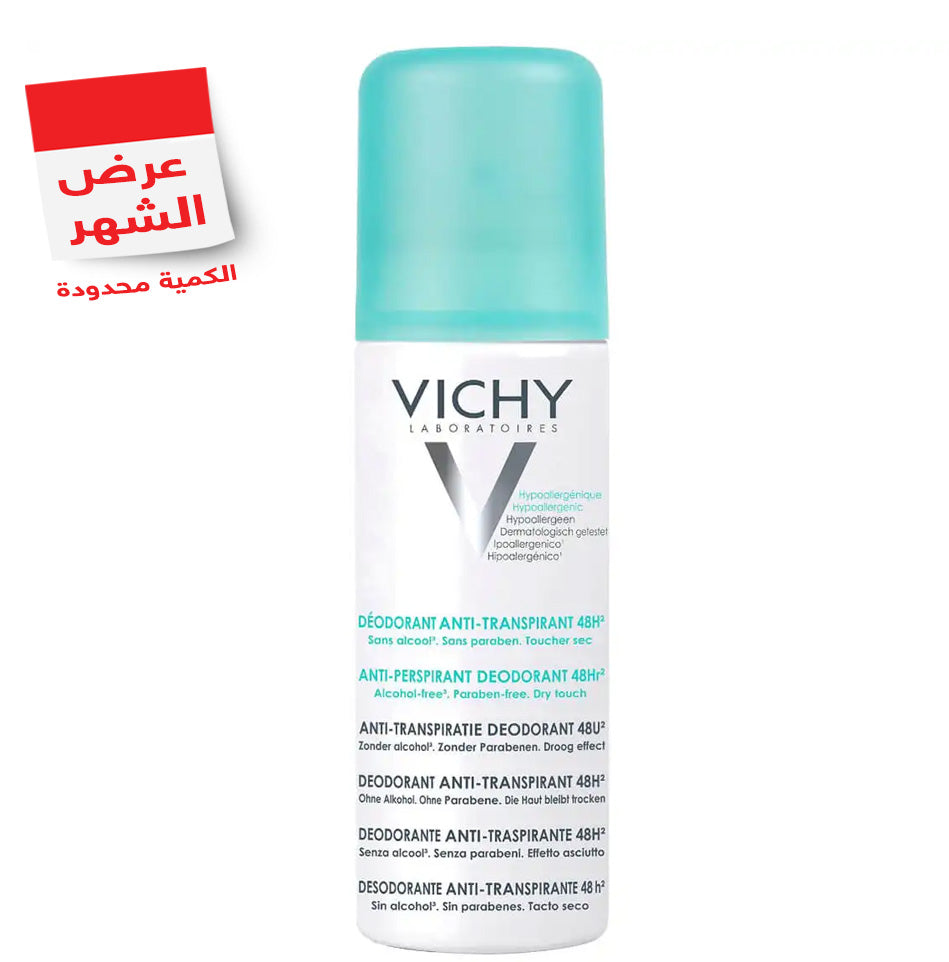 عرض
الشهر
الكمية محدودة
VICHY
LABORATOIRES
Hypoallergénique
Hypoallergenic
Hypoallergeen
Dermatologisch getestet
Ipoallergenico¹
Hipoalergénico¹
DÉODORANT ANTI-TRANSPIRANT 48H²
Sans alcool³. Sans paraben. Toucher sec
ANTI-PERSPIRANT DEODORANT 48Hr²
Alcohol-free³. Paraben-free. Dry touch
ANTI-TRANSPIRATIE DEODORANT 48U²
Zonder alcohol³. Zonder Parabenen. Droog effect
DEODORANT ANTI-TRANSPIRANT 48H²
Ohne Alkohol. Ohne Parabene. Die Haut bleibt trocken
DEODORANTE ANTI-TRASPIRANTE 48H²
Senza alcool³. Senza parabeni. Effetto asciutto
DESODORANTE ANTI-TRANSPIRANTE 48 h²
Sin alcohol³. Sin parabenes. Tacto seco